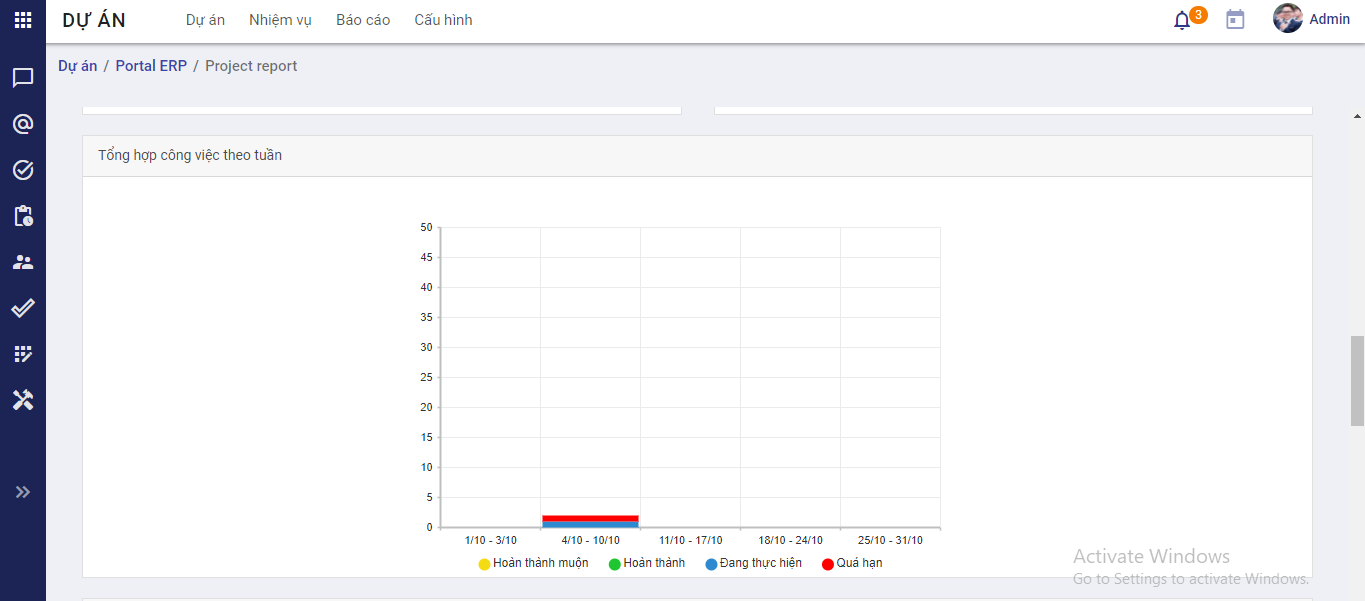 DỰ ÁN Dự án Nhiệm vụ Báo cáo Cấu hình 3 Admin
Dự án / Portal ERP / Project report
Tổng hợp công việc theo tuần
50
45
40
35
30
25
20
15
10
5
0
1/10 - 3/10 4/10 - 10/10 11/10 - 17/10 18/10 - 24/10 25/10 - 31/10
Hoàn thành muộn Hoàn thành Đang thực hiện Quá hạn
Activate Windows
Go to Settings to activate Windows.